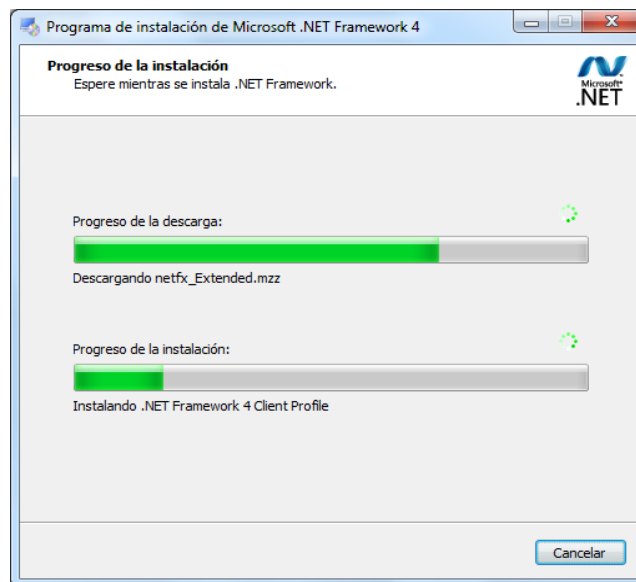 Programa de instalación de Microsoft .NET Framework 4
Progreso de la instalación
Espere mientras se instala .NET Framework.
Microsoft®
.NET
Progreso de la descarga:
Descargando netfx_Extended.mzz
Progreso de la instalación:
Instalando .NET Framework 4 Client Profile
Cancelar